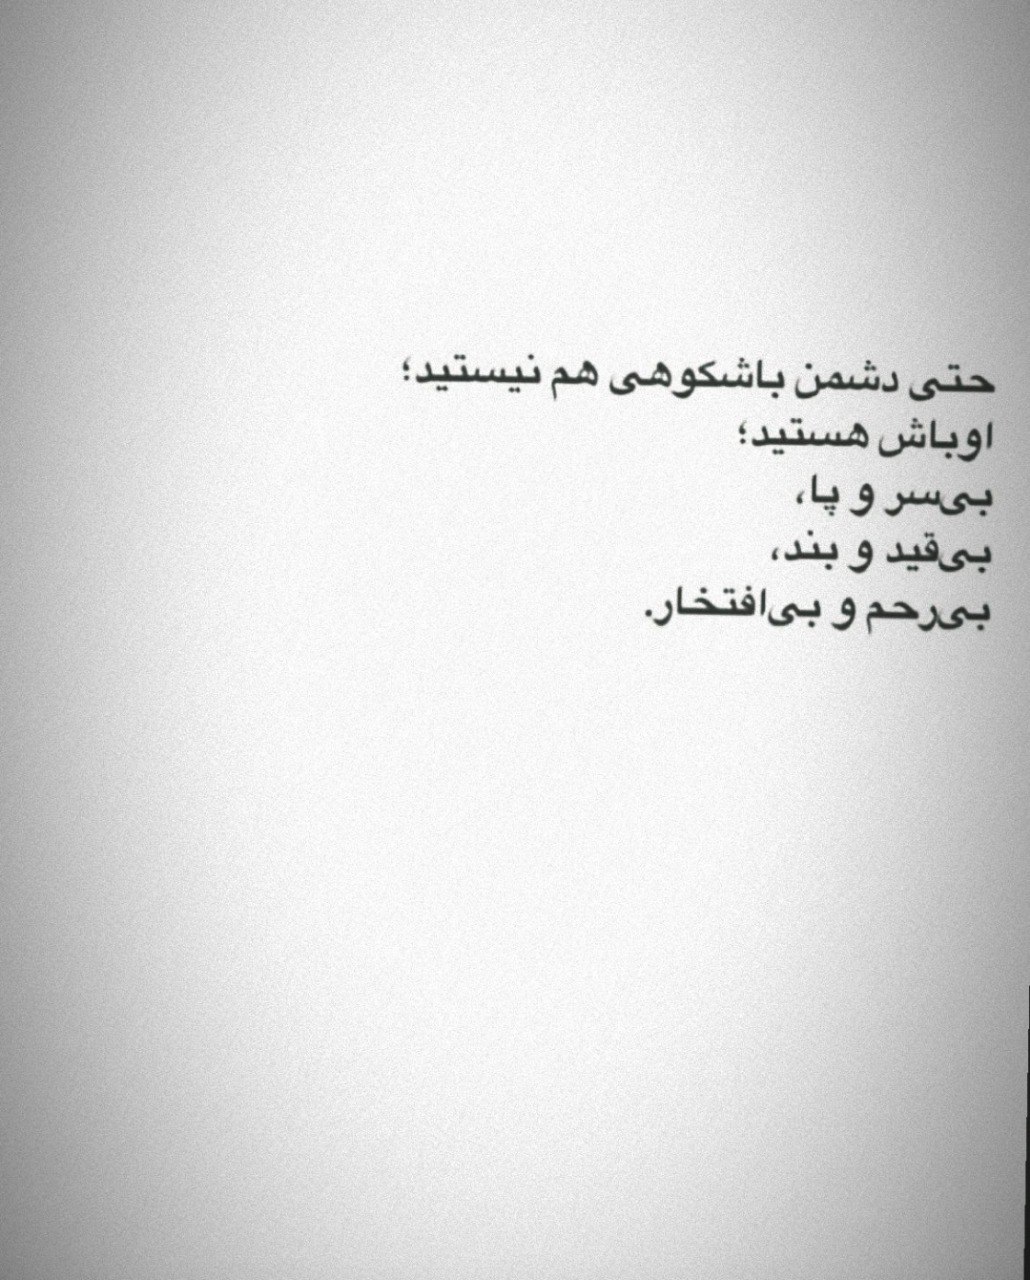 حتی دشمن باشکوهی هم نیستید؛
اوباش هستید؛
بی‌سر و پا،
بی‌قید و بند،
بی‌رحم و بی‌افتخار.